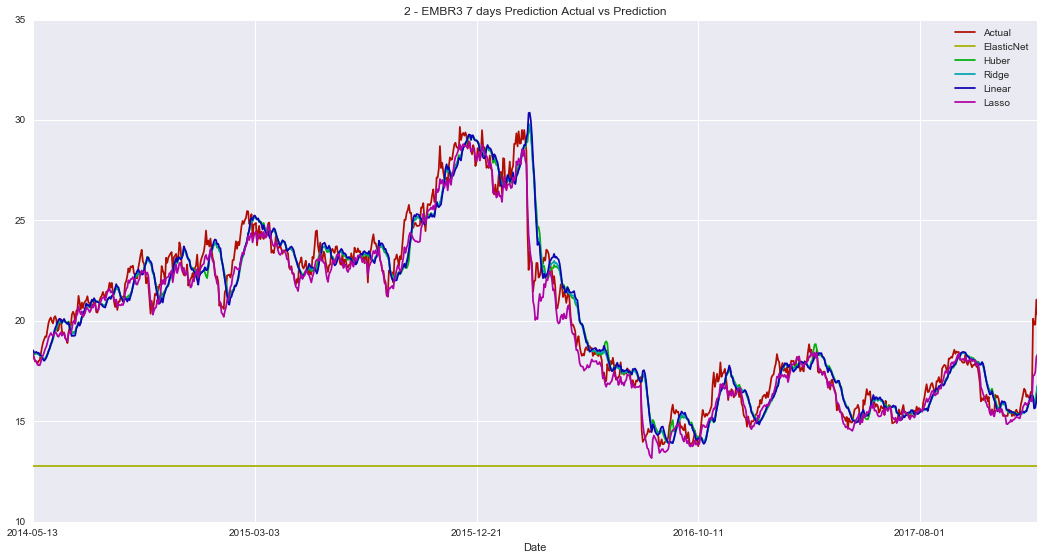 2 - EMBR3 7 days Prediction Actual vs Prediction
35
30
25
20
15
10
Actual
ElasticNet
Huber
Ridge
Linear
Lasso
2014-05-13
2015-03-03
2015-12-21
2016-10-11
2017-08-01
Date